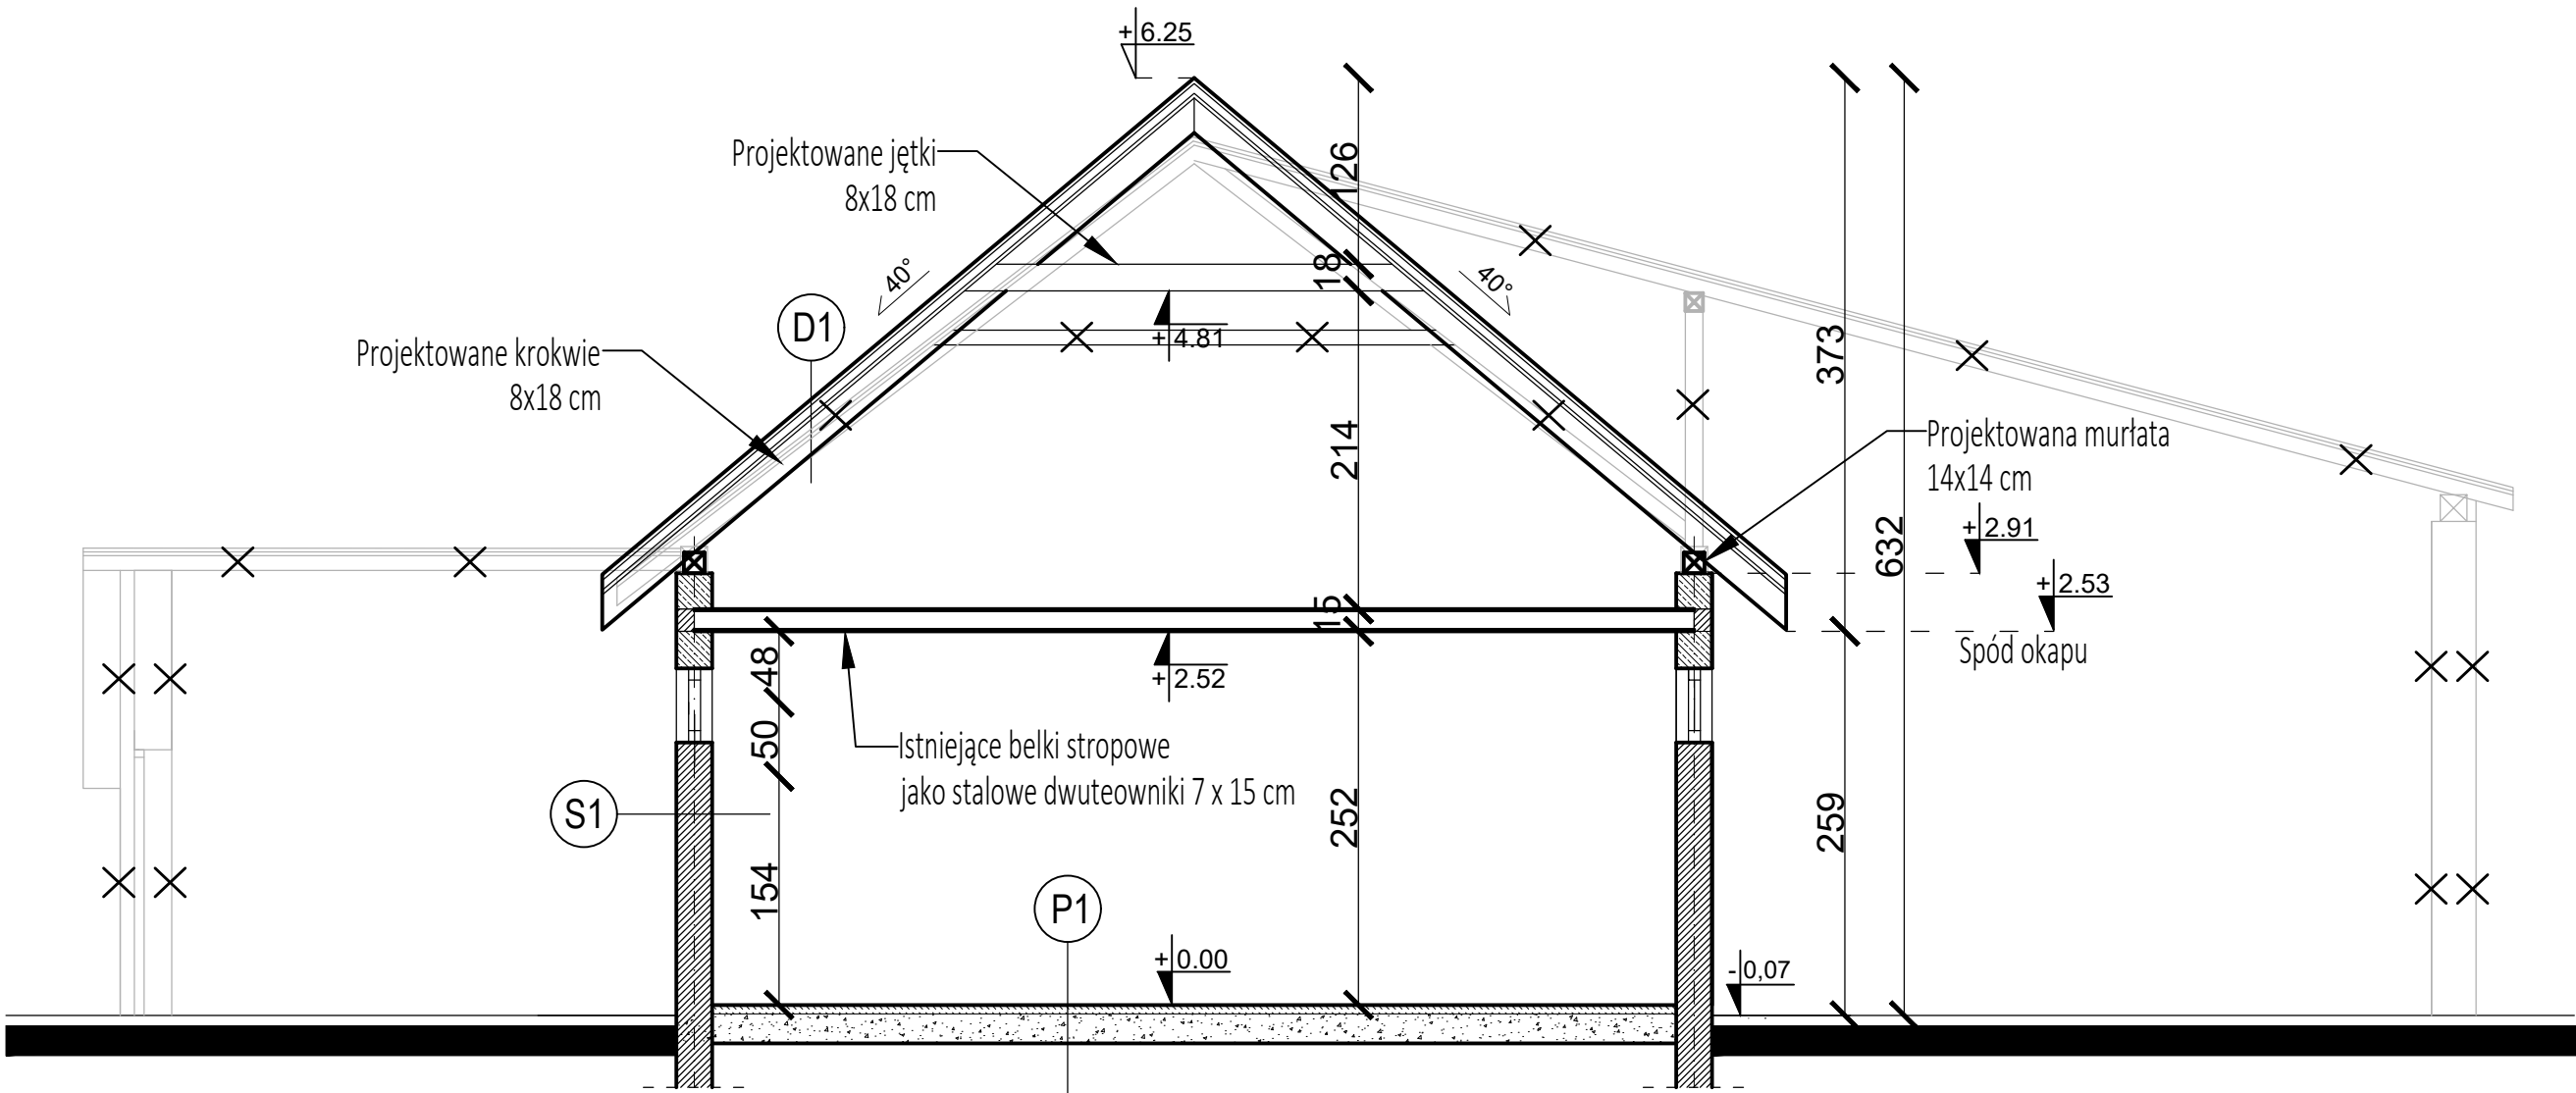 +6.25
Projektowane jętki
8x18 cm
126
18
40°
40°
D1
+4.81
Projektowane krokwie
8x18 cm
373
214
Projektowana murłata
14x14 cm
632
+2.91
+2.53
15
Spód okapu
48
+2.52
50
Istniejące belki stropowe
jako stalowe dwuteowniki 7 x 15 cm
S1
252
259
154
P1
+0.00
-0,07